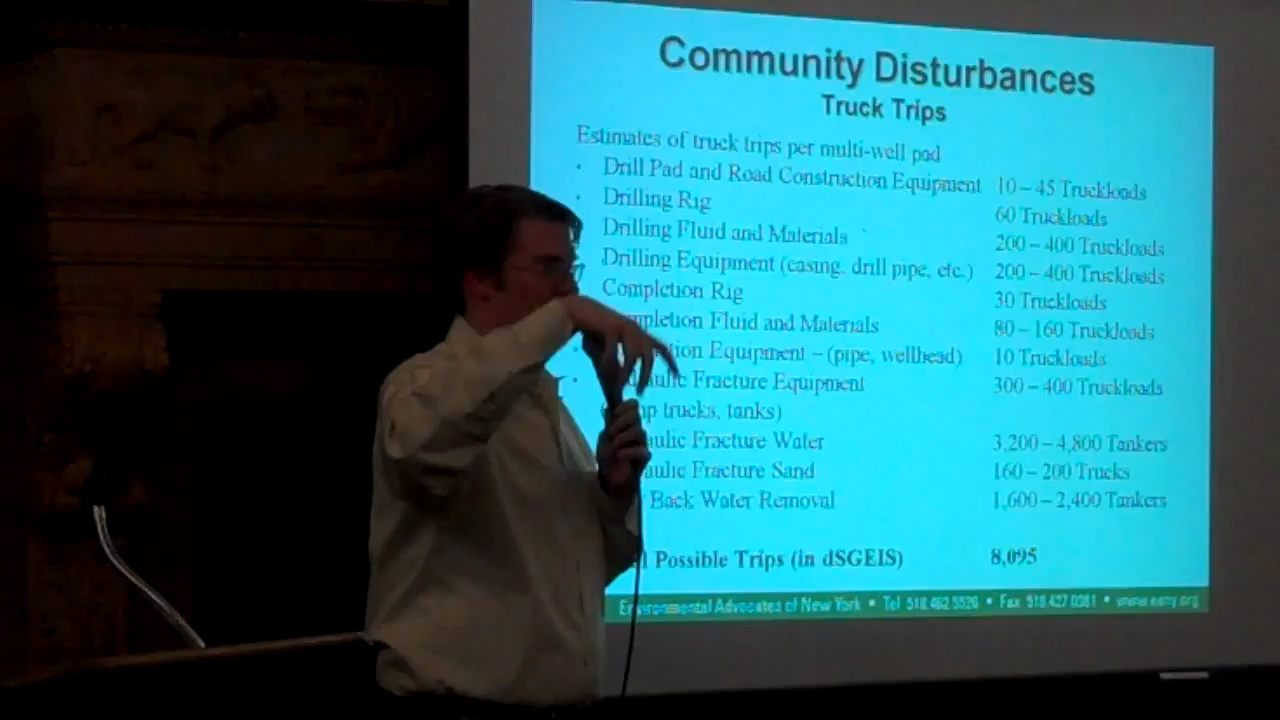 Community Disturbances
Truck Trips
Estimates of truck trips per multi-well pad
· Drill Pad and Road Construction Equipment 10 – 45 Truckloads
· Drilling Rig 60 Truckloads
Drilling Fluid and Materials 200 – 400 Truckloads
Drilling Equipment (casing, drill pipe, etc.) 200 – 400 Truckloads
Completion Rig 30 Truckloads
mpletion Fluid and Materials 80 – 160 Truckloads
tion Equipment – (pipe, wellhead) 10 Truckloads
· aulic Fracture Equipment 300 – 400 Truckloads
p trucks, tanks)
aulic Fracture Water 3,200 – 4,800 Tankers
aulic Fracture Sand 160 – 200 Trucks
Back Water Removal 1,600 – 2,400 Tankers
l Possible Trips (in dSGEIS) 8,095
Environmental Advocates of New York • Tel 518.462.5526 • Fax 518.427.0381 • www.eany.org